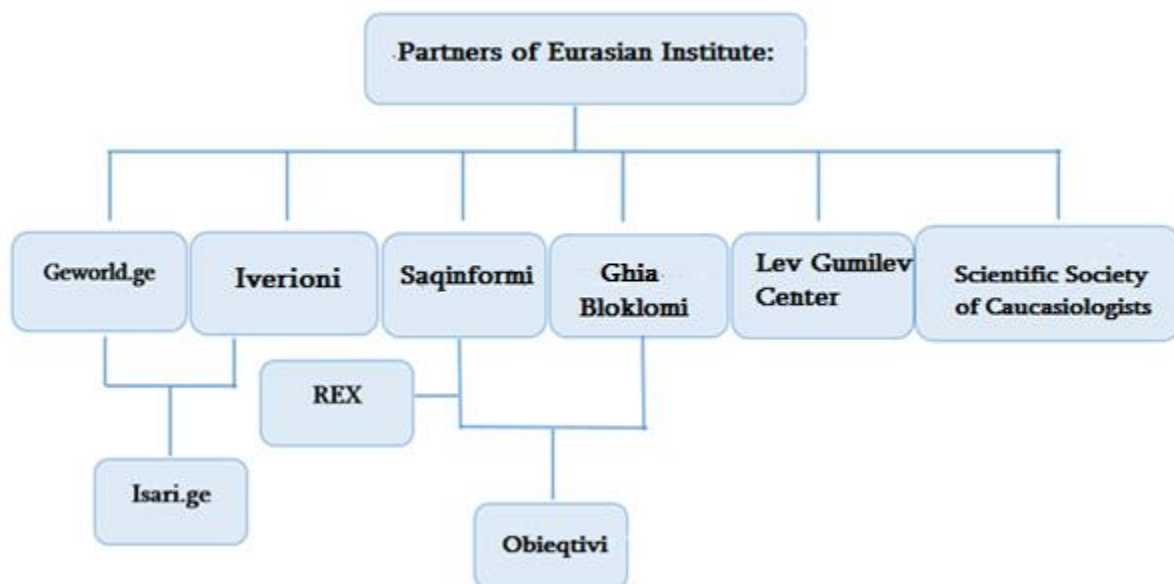 Partners of Eurasian Institute:
Geworld.ge
Iverioni
Saqinformi
Ghia
Bloklomi
Lev Gumilev
Center
Scientific Society
of Caucasiologists
REX
Isari.ge
Obieqtivi